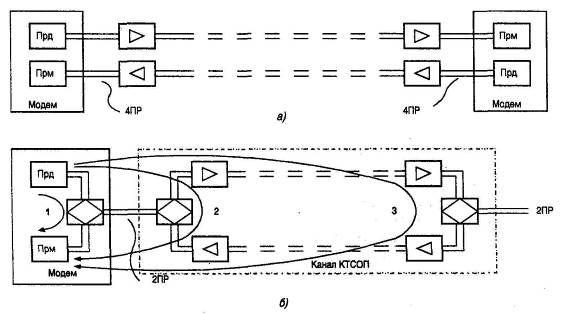 Прд
Прм
Прм
Прд
Модем
4ПР
4ПР
Модем
а)
Прд
1
2
3
2ПР
Прм
Модем
2ПР
Канал КТСОП
б)